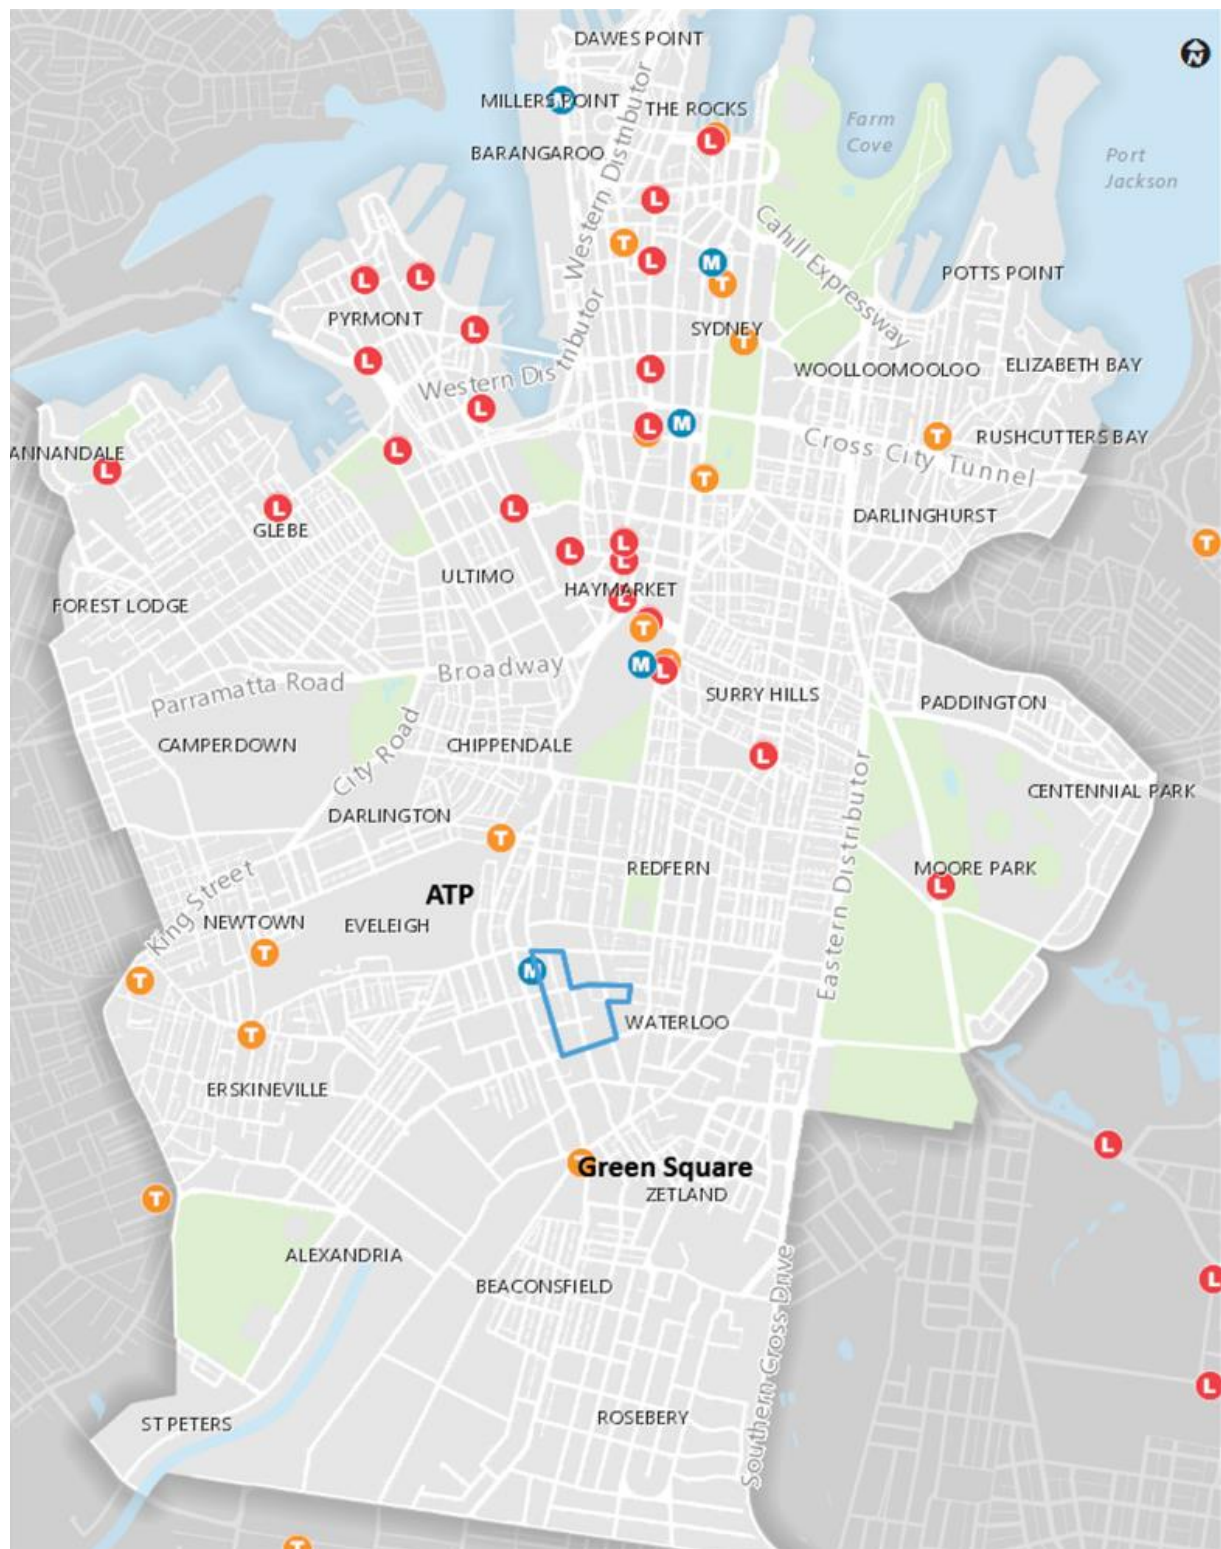 DAWES POINT
N
MILLERS POINT
M
THE ROCKS
Western Distributor
Farm
Cove
L
BARANGAROO
Port
Jackson
L
Cahill Expressway
T
L
M
T
POTTS POINT
L
L
PYRMONT
L
SYDNEY
T
L
Western Distributor
L
WOOLLOOMOOLOO
ELIZABETH BAY
L
L
M
T
RUSHCUTTERS BAY
Cross City Tunnel
ANNANDALE
L
L
T
L
GLEBE
L
DARLINGHURST
L
L
L
T
ULTIMO
HAYMARKET
L
FOREST LODGE
T
Broadway
M
L
Parramatta Road
SURRY HILLS
PADDINGTON
CAMPERDOWN
City Road
CHIPPENDALE
L
Eastern Distributor
CENTENNIAL PARK
DARLINGTON
T
REDFERN
MOORE PARK
L
ATP
King Street
NEWTOWN
EVELEIGH
T
T
M
WATERLOO
T
ERSKINEVILLE
L
T
Green Square
ZETLAND
T
ALEXANDRIA
BEACONSFIELD
L
Southern Cross Drive
L
ROSEBERY
ST PETERS
T